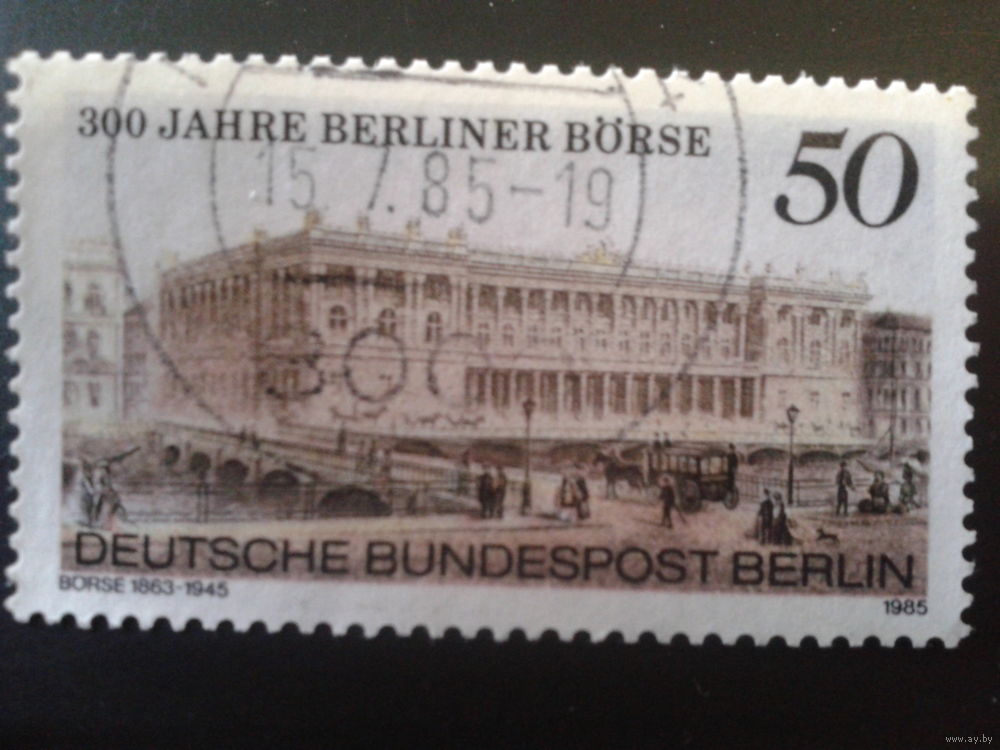 300 JAHRE BERLINER BÖRSE
50
15.7.85-19
DEUTSCHE BUNDESPOST BERLIN
BÖRSE 1863-1945
1985
www.ay.by